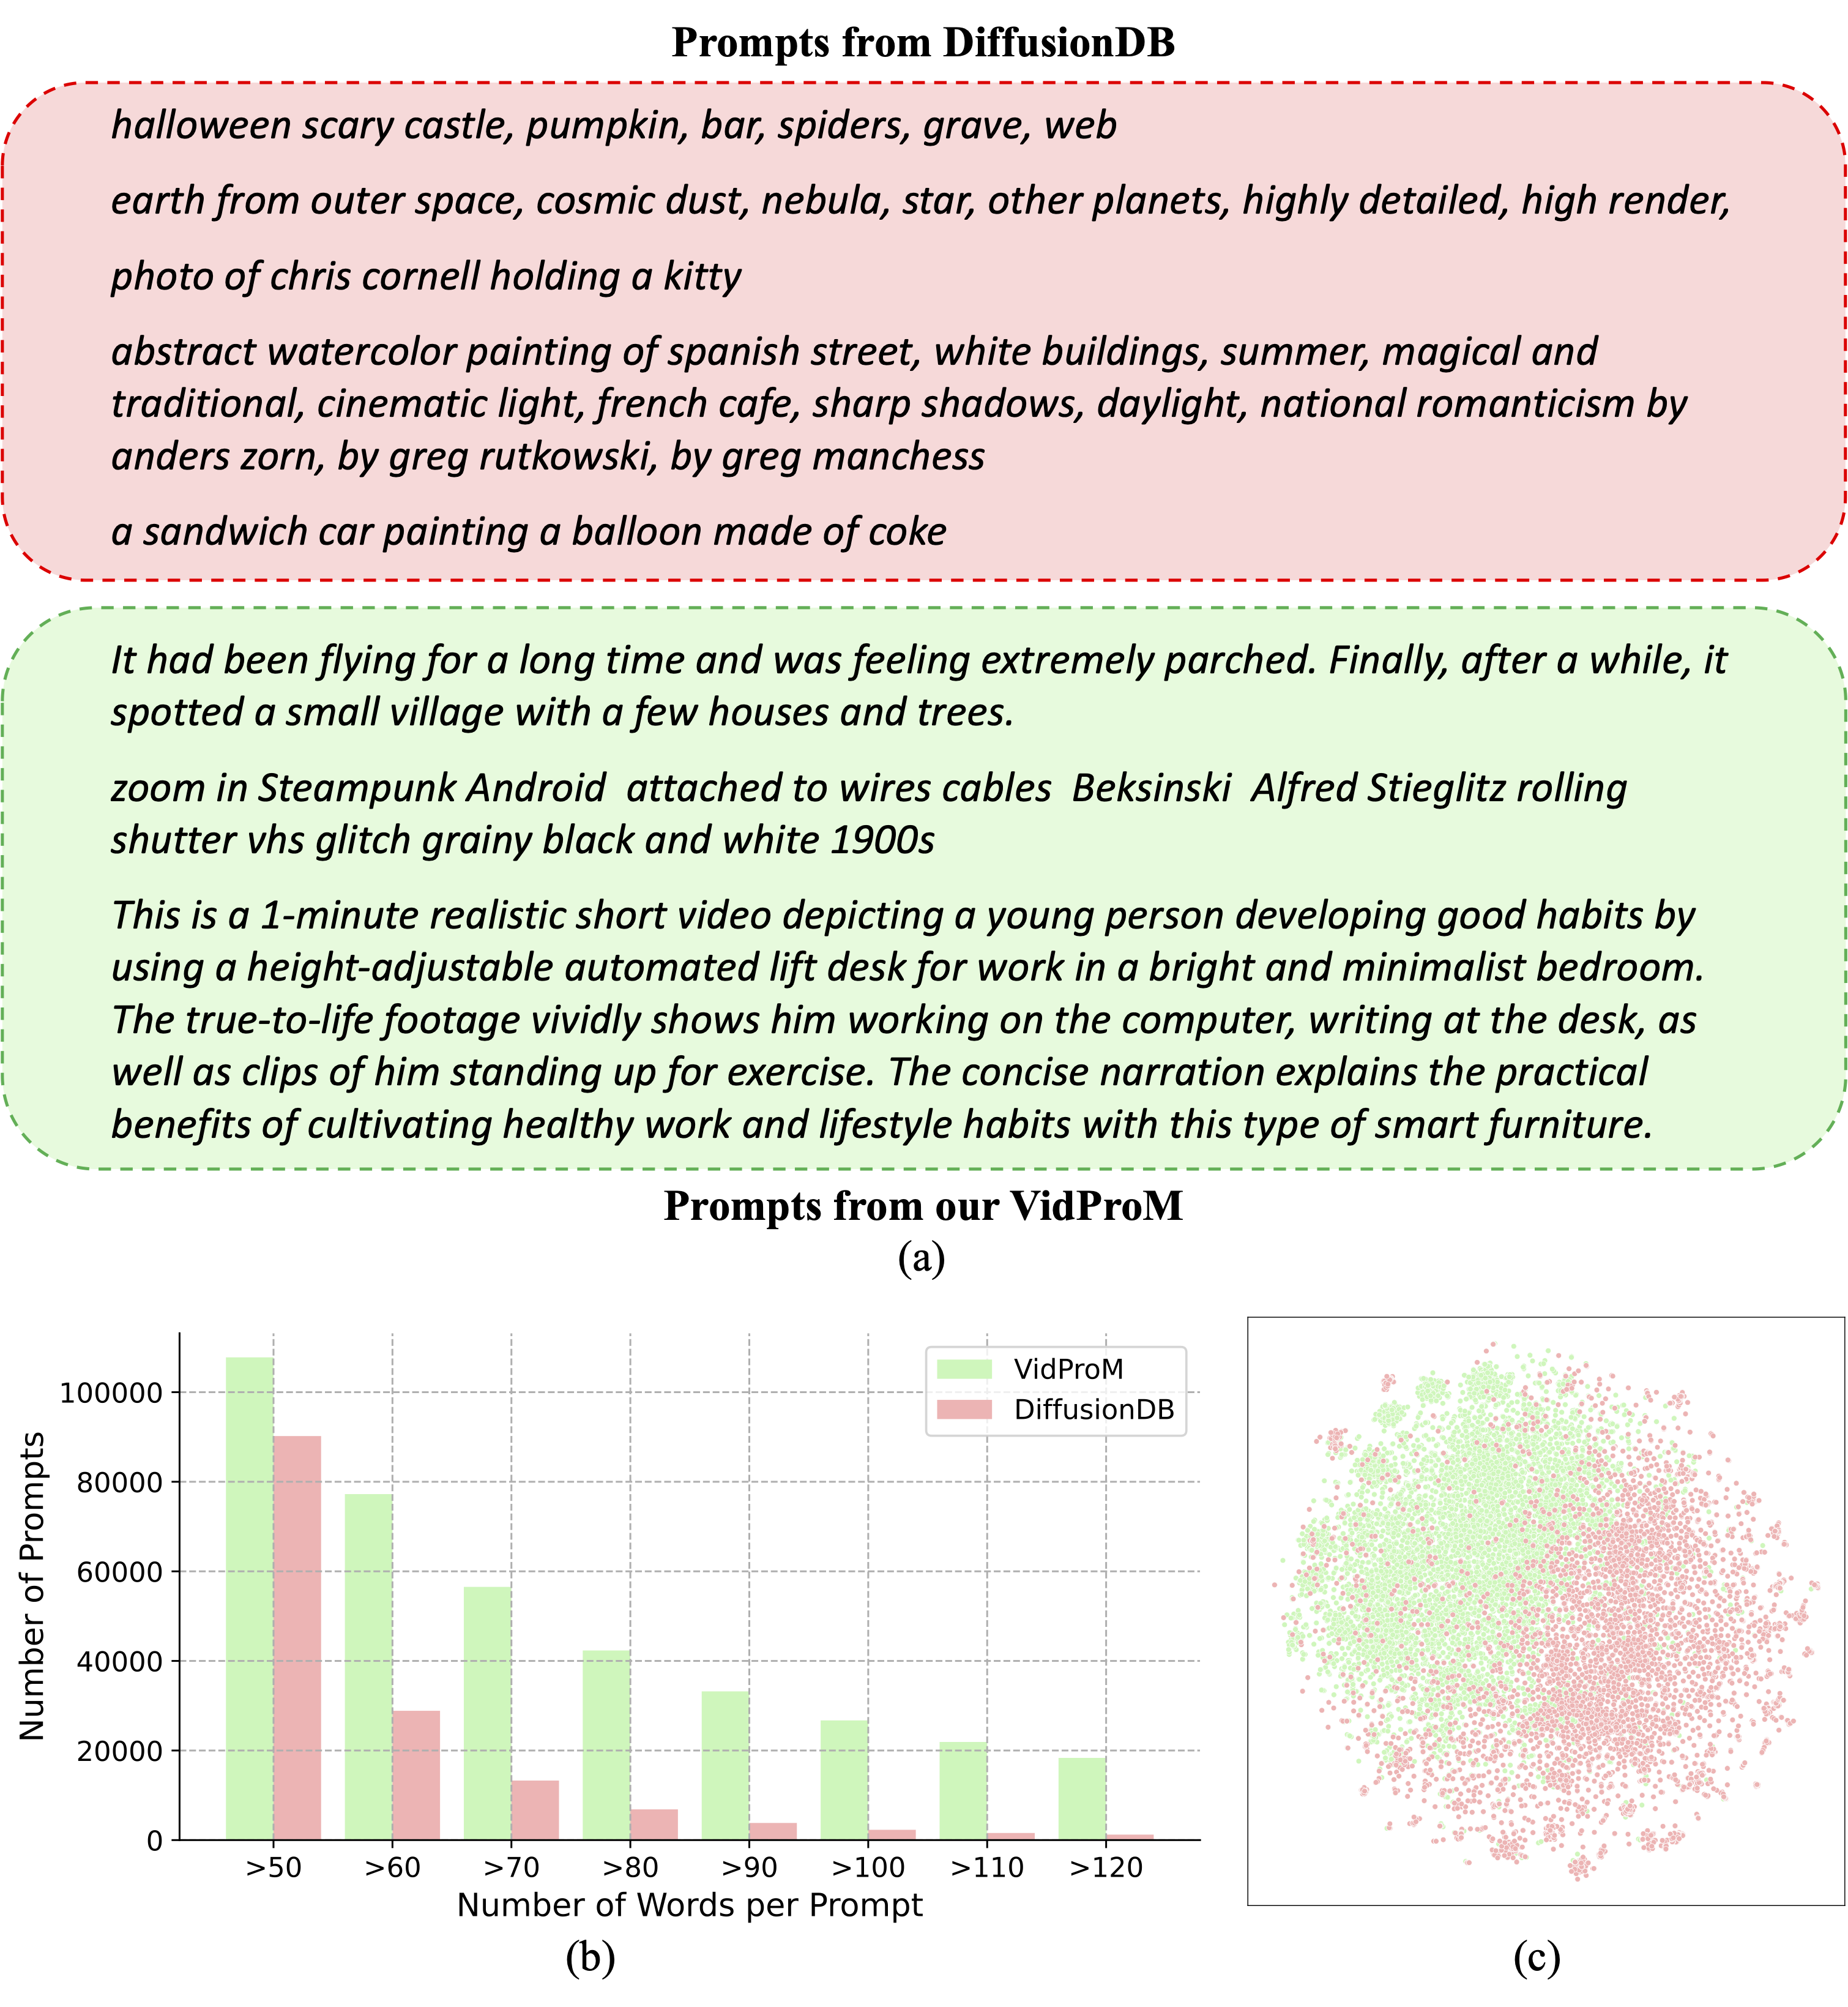 Prompts from DiffusionDB
halloween scary castle, pumpkin, bar, spiders, grave, web
earth from outer space, cosmic dust, nebula, star, other planets, highly detailed, high render,
photo of chris cornell holding a kitty
abstract watercolor painting of spanish street, white buildings, summer, magical and
traditional, cinematic light, french cafe, sharp shadows, daylight, national romanticism by
anders zorn, by greg rutkowski, by greg manchess
a sandwich car painting a balloon made of coke
It had been flying for a long time and was feeling extremely parched. Finally, after a while, it
spotted a small village with a few houses and trees.
zoom in Steampunk Android  attached to wires cables  Beksinski  Alfred Stieglitz rolling
shutter vhs glitch grainy black and white 1900s
This is a 1-minute realistic short video depicting a young person developing good habits by
using a height-adjustable automated lift desk for work in a bright and minimalist bedroom.
The true-to-life footage vividly shows him working on the computer, writing at the desk, as
well as clips of him standing up for exercise. The concise narration explains the practical
benefits of cultivating healthy work and lifestyle habits with this type of smart furniture.
Prompts from our VidProM
(a)
VidProM
DiffusionDB
Number of Prompts
100000
80000
60000
40000
20000
0
>50 >60 >70 >80 >90 >100 >110 >120
Number of Words per Prompt
(b)
(c)